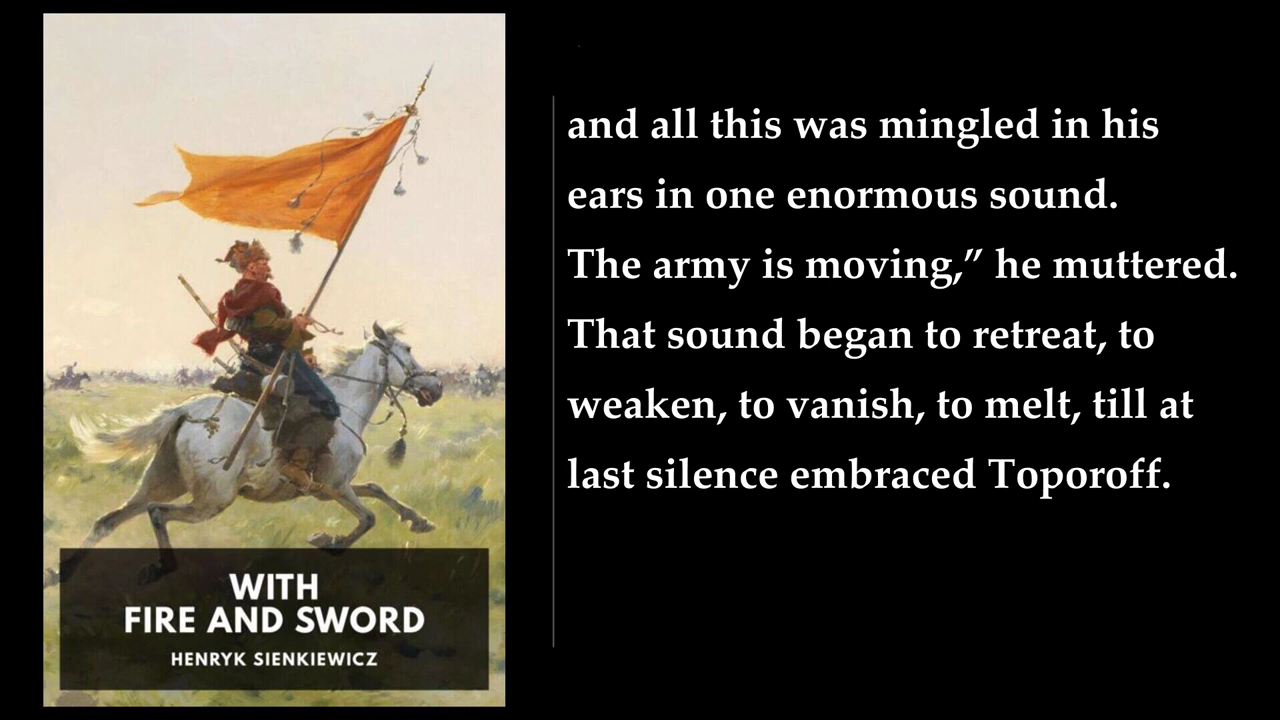 WITH
FIRE AND SWORD
HENRYK SIENKIEWICZ
and all this was mingled in his
ears in one enormous sound.
The army is moving,” he muttered.
That sound began to retreat, to
weaken, to vanish, to melt, till at
last silence embraced Toporoff.